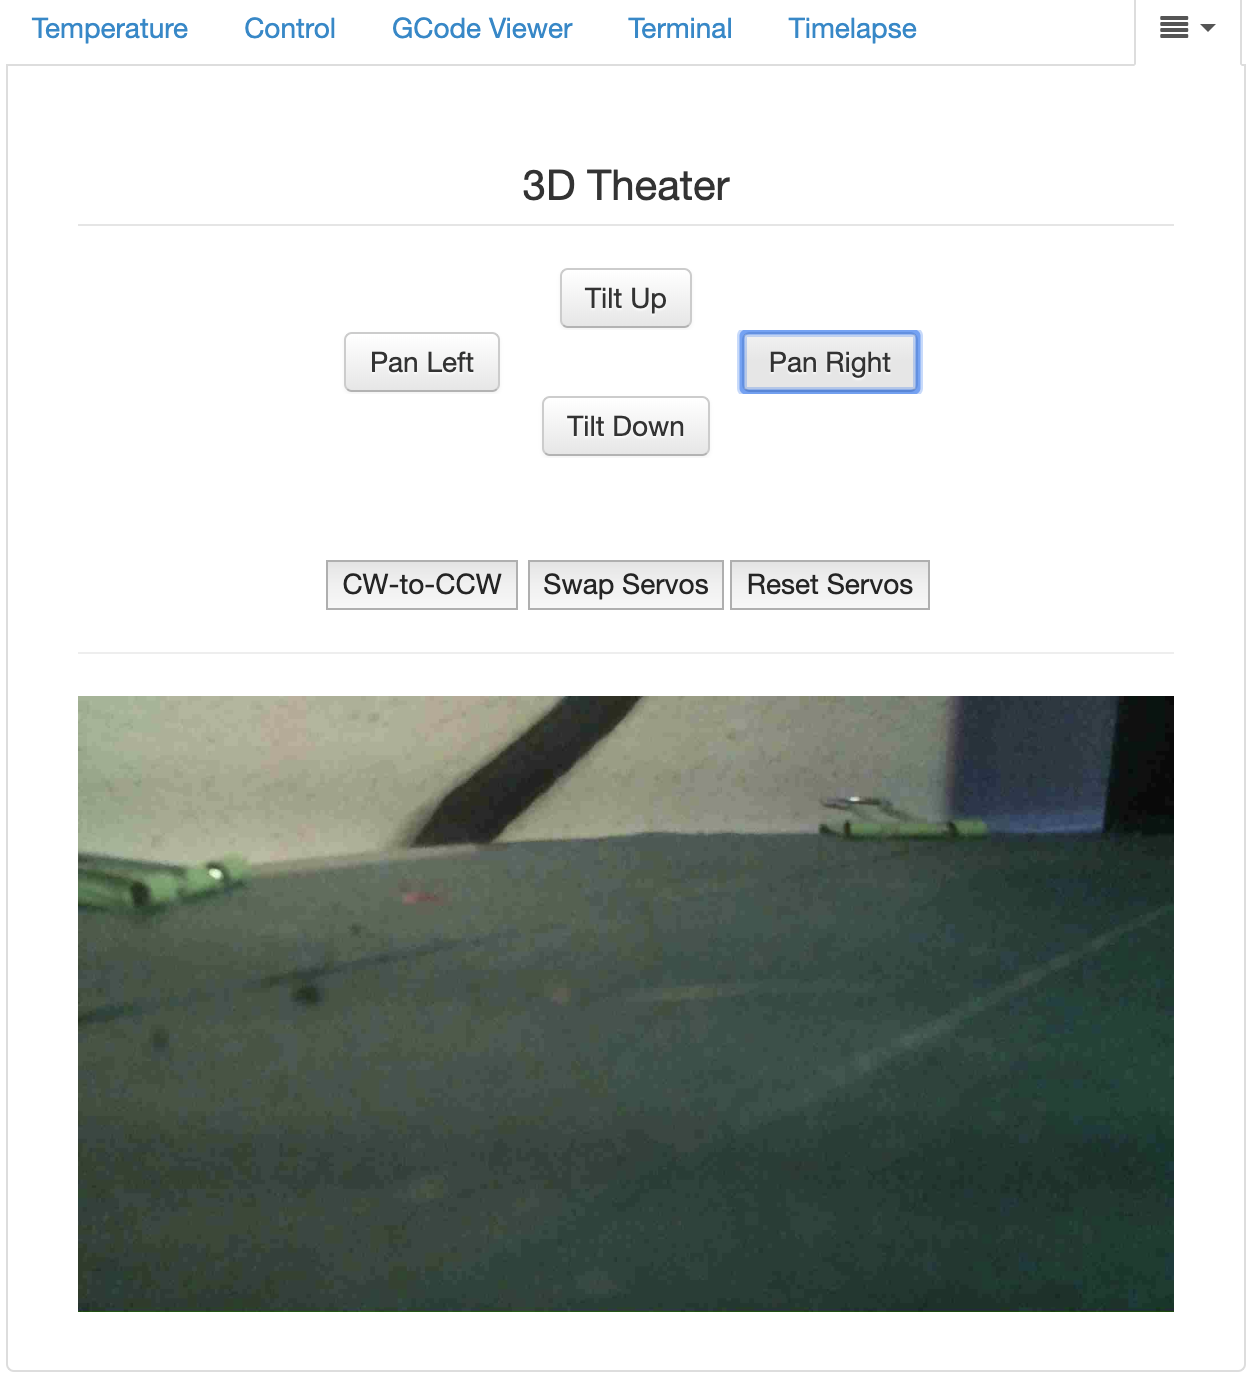 Temperature Control GCode Viewer Terminal Timelapse
3D Theater
Tilt Up
Pan Left Pan Right
Tilt Down
CW-to-CCW Swap Servos Reset Servos